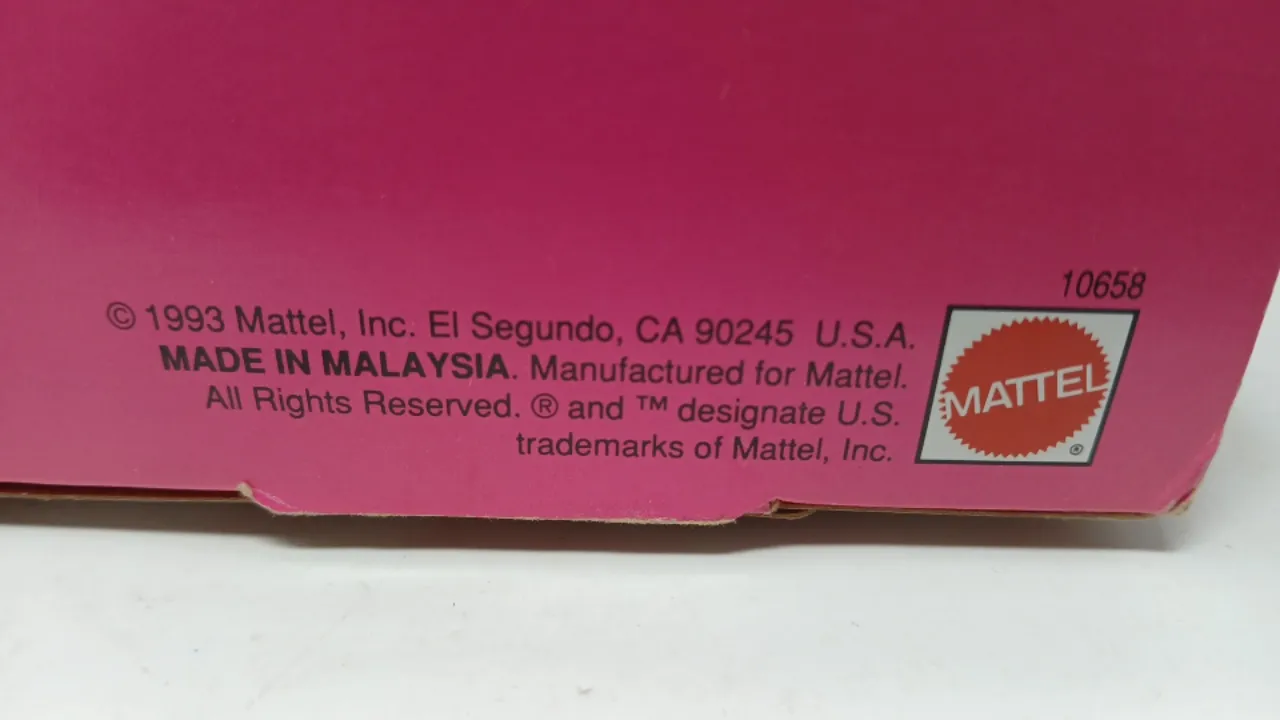 10658
© 1993 Mattel, Inc. El Segundo, CA 90245 U.S.A.
MADE IN MALAYSIA. Manufactured for Mattel.
All Rights Reserved. ® and ™ designate U.S.
trademarks of Mattel, Inc.
MATTEL
®